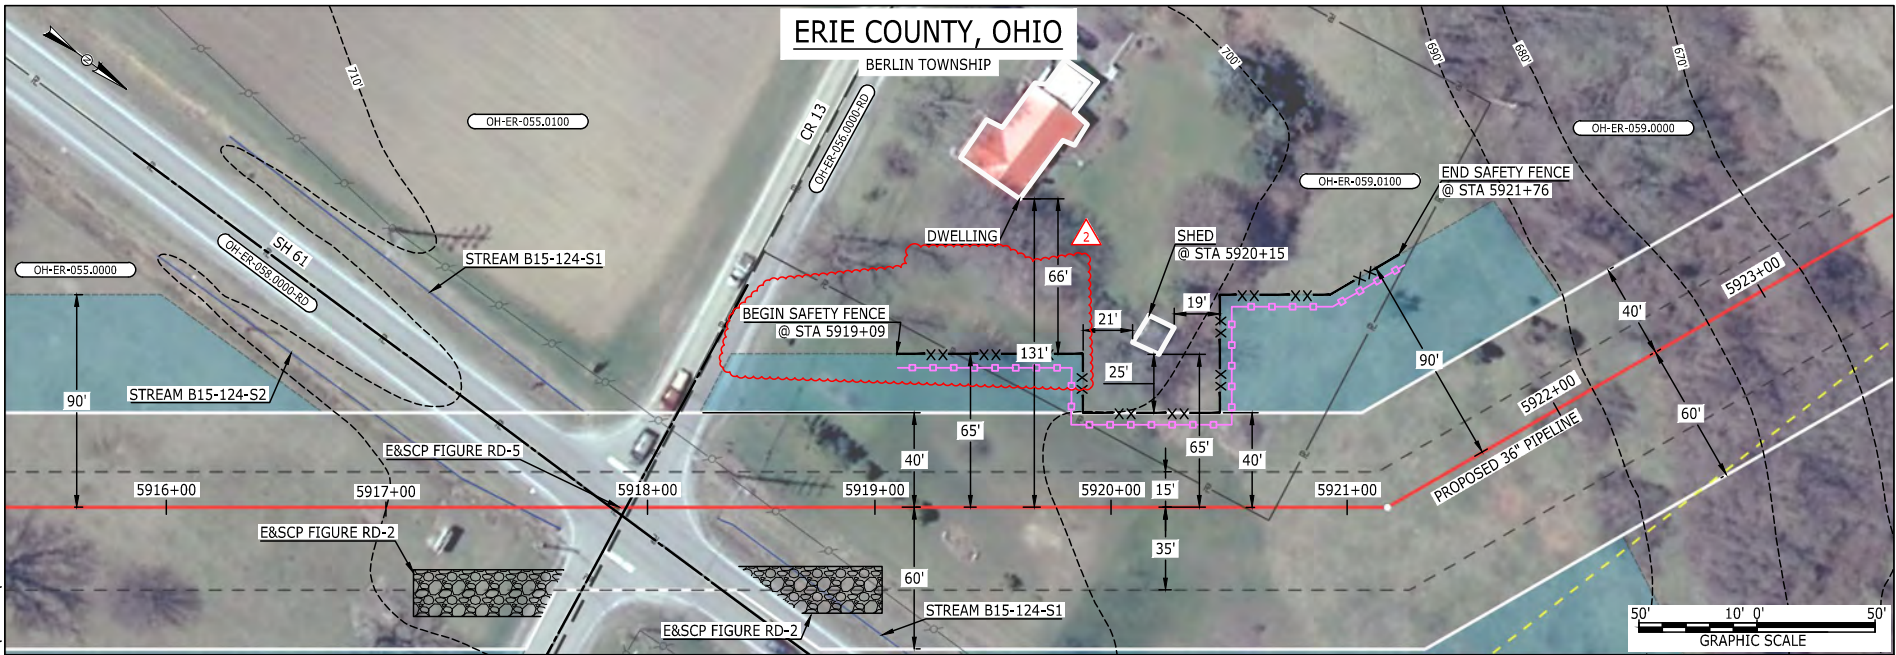 ERIE COUNTY, OHIO
BERLIN TOWNSHIP
N
710'
OH-ER-055.0100
CR 13
OH-ER-056.0000-RD
700'
690'
680'
670'
OH-ER-059.0000
OH-ER-059.0100
END SAFETY FENCE
@ STA 5921+76
SH 61
OH-ER-058.0000-RD
OH-ER-055.0000
STREAM B15-124-S1
DWELLING
2
SHED
@ STA 5920+15
66'
19'
21'
BEGIN SAFETY FENCE
@ STA 5919+09
131'
25'
90'
40'
5923+00
STREAM B15-124-S2
90'
5922+00
60'
PROPOSED 36" PIPELINE
65'
65'
E&SCP FIGURE RD-5
40'
40'
5916+00
5917+00
5918+00
5919+00
5920+00
15'
5921+00
E&SCP FIGURE RD-2
35'
60'
STREAM B15-124-S1
E&SCP FIGURE RD-2
50' 10' 0' 50'
GRAPHIC SCALE